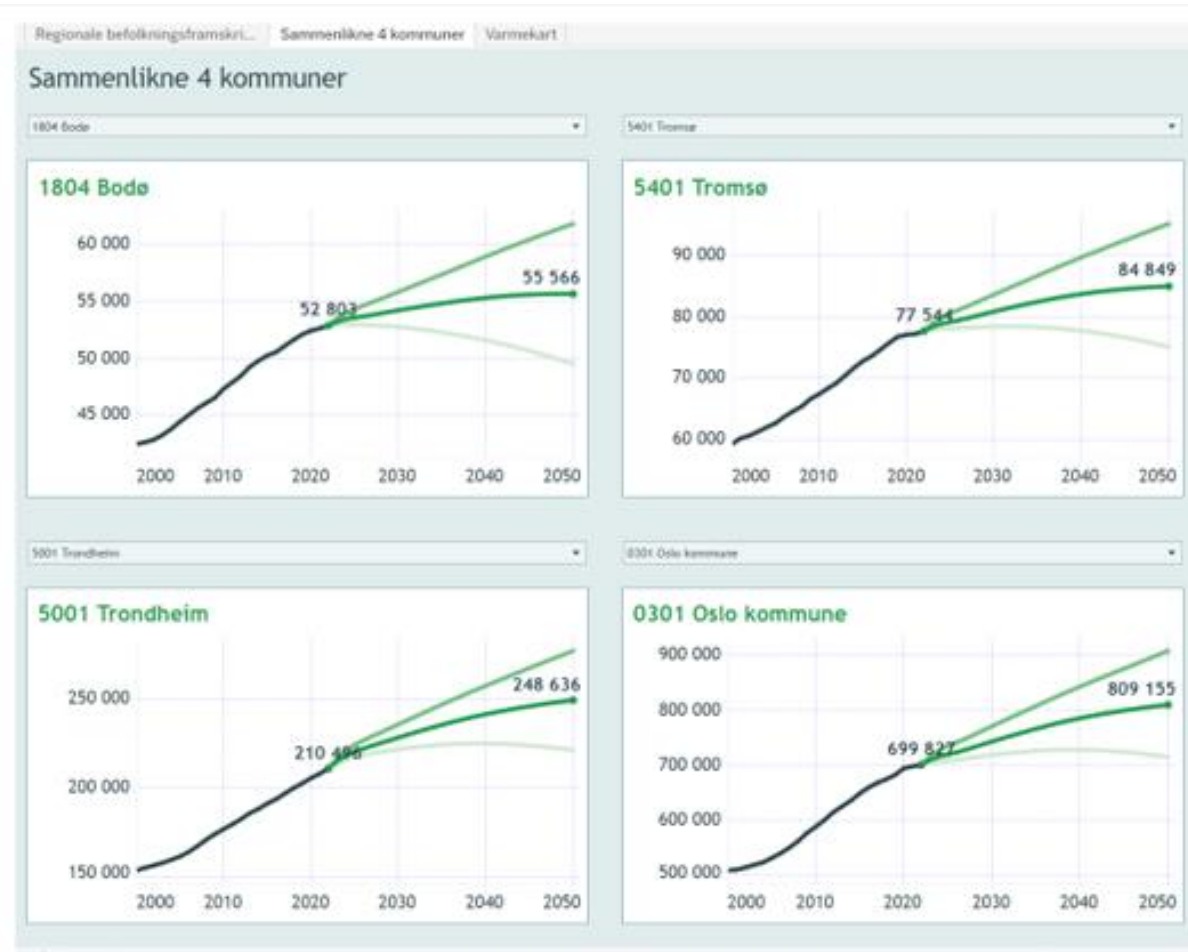 Regionale befolkningsframskri... Sammenlikne 4 kommuner Varmekart
Sammenlikne 4 kommuner
1804 Bodø
5401 Tromsø
1804 Bodø
60 000
55 000
50 000
45 000
52 803
55 566
2000 2010 2020 2030 2040 2050
5401 Tromsø
90 000
80 000
70 000
60 000
77 544
84 849
2000 2010 2020 2030 2040 2050
5001 Trondheim
0301 Oslo kommune
5001 Trondheim
250 000
200 000
150 000
210 496
248 636
2000 2010 2020 2030 2040 2050
0301 Oslo kommune
900 000
800 000
700 000
600 000
500 000
699 827
809 155
2000 2010 2020 2030 2040 2050